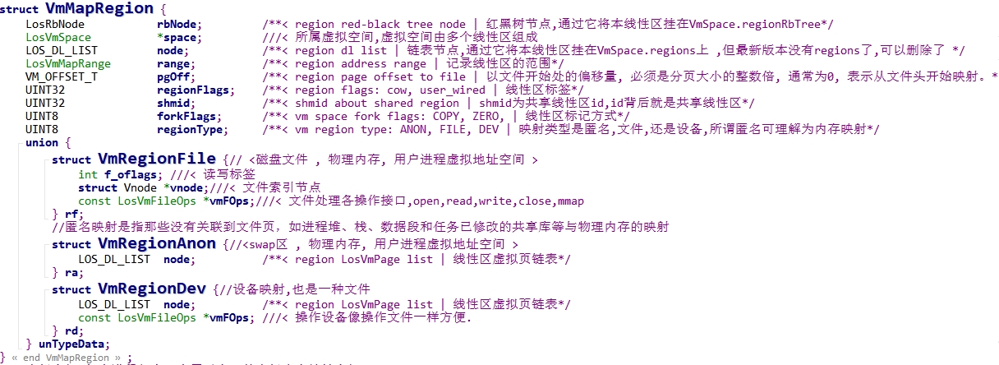 struct VmMapRegion {
LosRbNode rbNode; /**< region red-black tree node | 红黑树节点,通过它将本线性区挂在VmSpace.regionRbTree*/
LosVmSpace *space; ///< 所属虚拟空间,虚拟空间由多个线性区组成
LOS_DL_LIST node; /**< region dl list | 链表节点,通过它将本线性区挂在VmSpace.regions上 ,但最新版本没有regions了,可以删除了 */
LosVmMapRange range; /**< region address range | 记录线性区的范围*/
VM_OFFSET_T pgOff; /**< region page offset to file | 以文件开始处的偏移量, 必须是分页大小的整数倍, 通常为0, 表示从文件头开始映射。*
UINT32 regionFlags; /**< region flags: cow, user_wired | 线性区标签*/
UINT32 shmid; /**< shmid about shared region | shmid为共享线性区id,id背后就是共享线性区*/
UINT8 forkFlags; /**< vm space fork flags: COPY, ZERO, | 线性区标记方式*/
UINT8 regionType; /**< vm region type: ANON, FILE, DEV | 映射类型是匿名,文件,还是设备,所谓匿名可理解为内存映射*/
union {
struct VmRegionFile {// <磁盘文件 , 物理内存, 用户进程虚拟地址空间 >
int f_oflags; ///< 读写标签
struct Vnode *vnode;///< 文件索引节点
const LosVmFileOps *vmFOps;///< 文件处理各操作接口,open,read,write,close,mmap
} rf;
//匿名映射是指那些没有关联到文件页，如进程堆、栈、数据段和任务已修改的共享库等与物理内存的映射
struct VmRegionAnon {//<swap区 , 物理内存, 用户进程虚拟地址空间 >
LOS_DL_LIST node; /**< region LosVmPage list | 线性区虚拟页链表*/
} ra;
struct VmRegionDev {//设备映射,也是一种文件
LOS_DL_LIST node; /**< region LosVmPage list | 线性区虚拟页链表*/
const LosVmFileOps *vmFOps; ///< 操作设备像操作文件一样方便.
} rd;
} unTypeData;
} « end VmMapRegion » ;